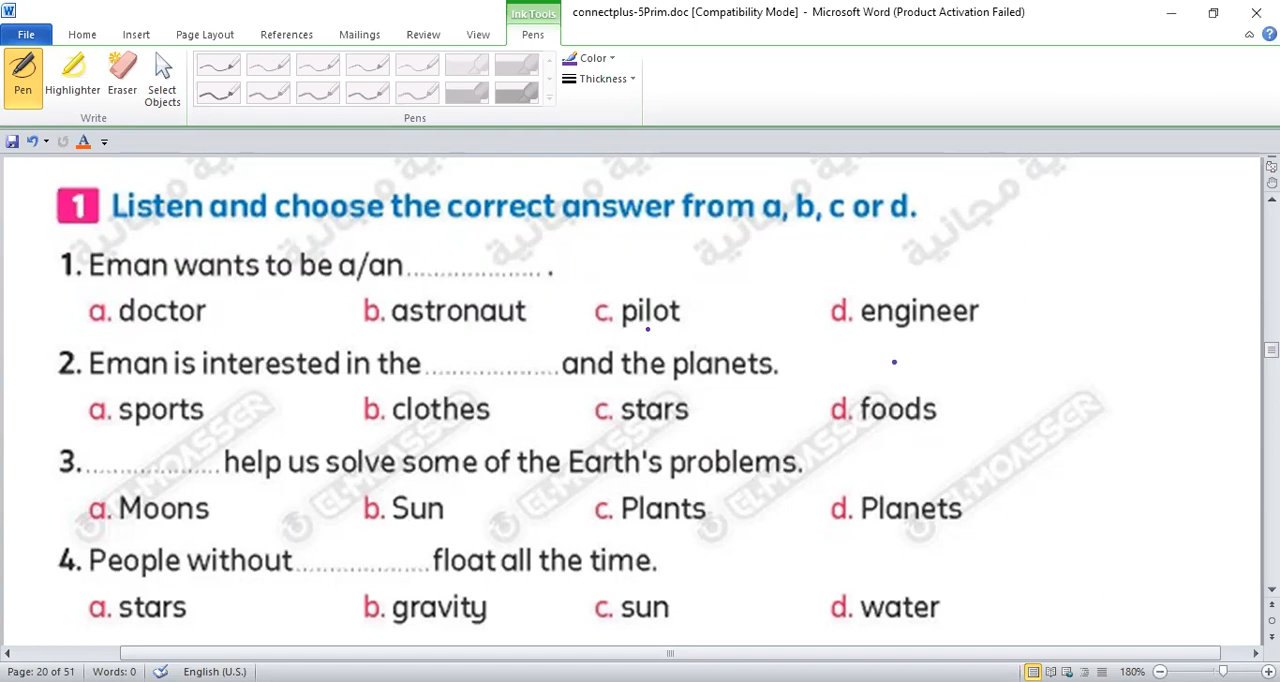 Ink Tools
connectplus-5Prim.doc [Compatibility Mode] - Microsoft Word (Product Activation Failed)
File Home Insert Page Layout References Mailings Review View Pens
Pen Highlighter Eraser Select Objects
Color
Thickness
Write Pens
1 Listen and choose the correct answer from a, b, c or d.
1. Eman wants to be a/an .................... .
a. doctor b. astronaut c. pilot d. engineer
2. Eman is interested in the .................... and the planets.
a. sports b. clothes c. stars d. foods
3. .................... help us solve some of the Earth's problems.
a. Moons b. Sun c. Plants d. Planets
4. People without .................... float all the time.
a. stars b. gravity c. sun d. water
ELMOASSER ELMOASSER ELMOASSER ELMOASSER ELMOASSER
Page: 20 of 51 Words: 0 English (U.S.) 180%